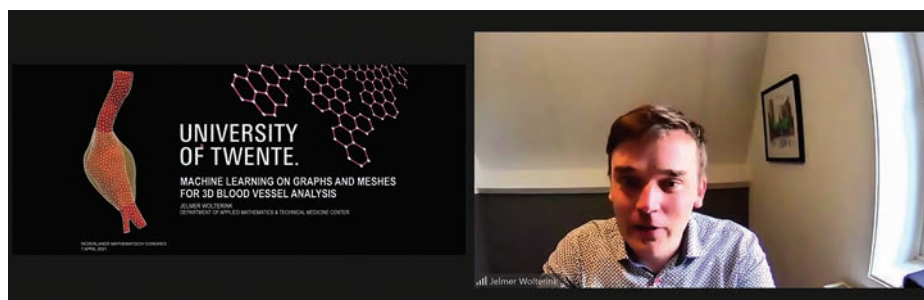 UNIVERSITY
OF TWENTE.
MACHINE LEARNING ON GRAPHS AND MESHES
FOR 3D BLOOD VESSEL ANALYSIS
JELMER WOLTERINK
DEPARTMENT OF APPLIED MATHEMATICS & TECHNICAL MEDICINE CENTER
NEDERLANDS MATHEMATISCH CONGRES
7 APRIL 2021
Jelmer Wolterink